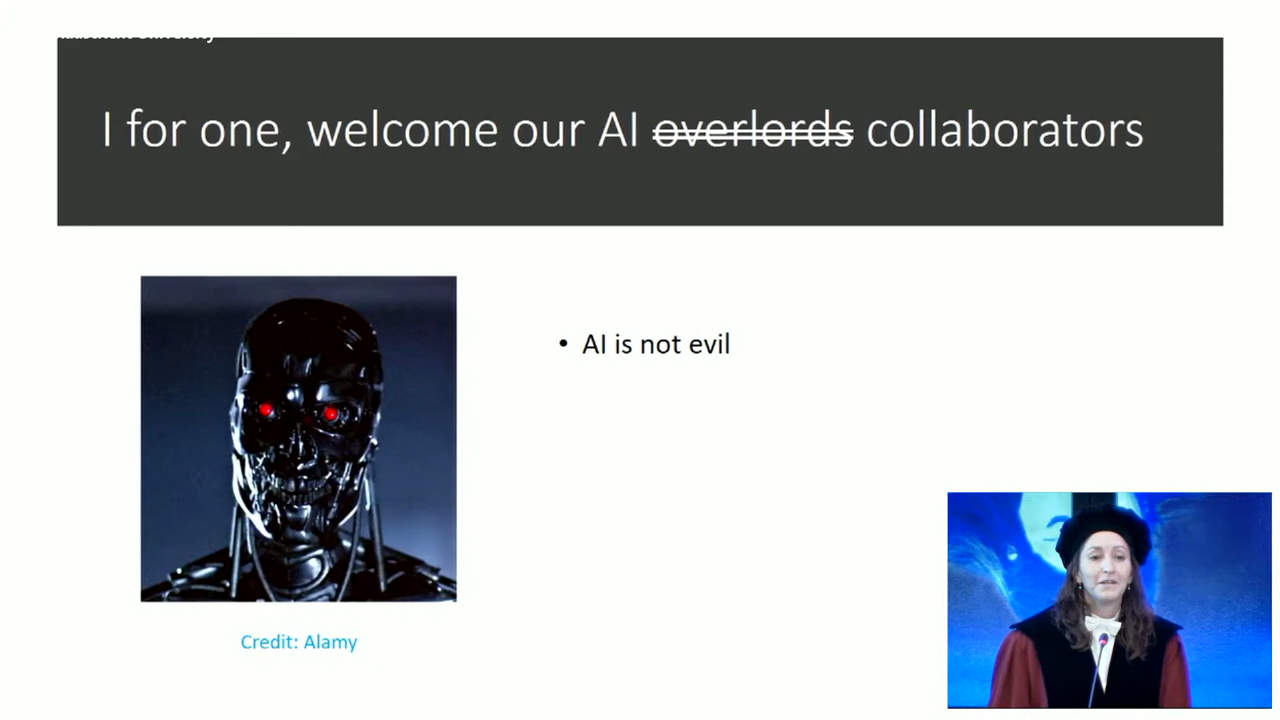 I for one, welcome our AI overlords collaborators
• AI is not evil
Credit: Alamy